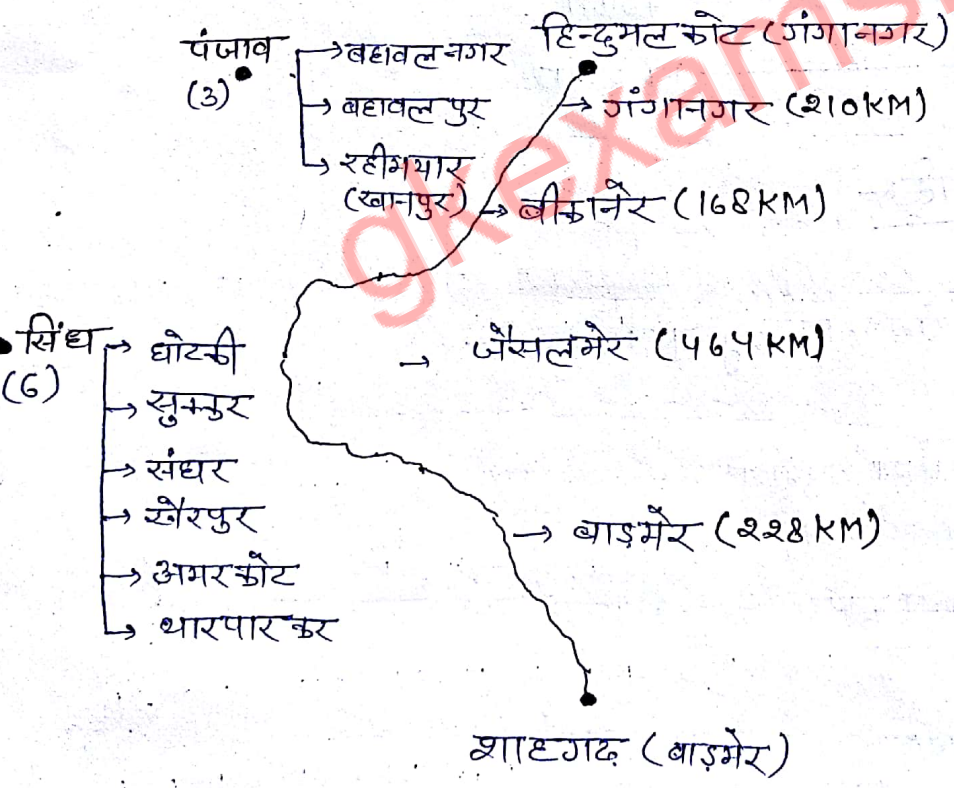 पंजाब
(3)
→ बहावलनगर
→ बहावलपुर
→ रहीमयार
(खानपुर)
हिन्दुमल कोट (गंगानगर)
→ गंगानगर (210KM)
→ बीकानेर (168KM)
→ जैसलमेर (464KM)
→ बाड़मेर (228KM)
शाहगढ़ (बाड़मेर)
सिंध
(6)
→ घोटकी
→ सुक्कुर
→ संघर
→ खैरपुर
→ अमरकोट
→ थारपारकर
gkexams